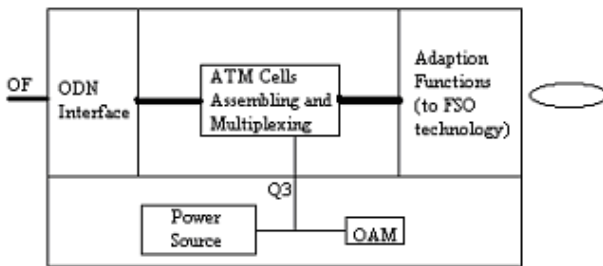 OF
ODN
Interface
ATM Cells
Assembling and
Multiplexing
Adaption
Functions
(to FSO
technology)
Q3
Power
Source
OAM